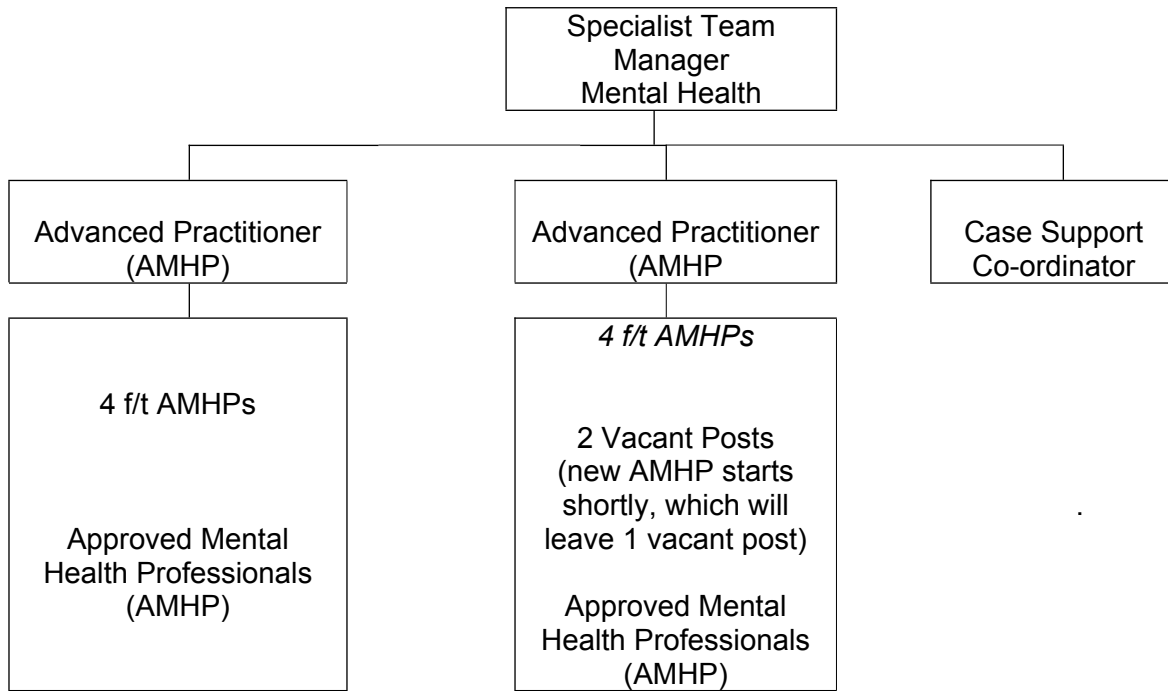 Specialist Team
Manager
Mental Health
Advanced Practitioner
(AMHP)
Advanced Practitioner
(AMHP
Case Support
Co-ordinator
4 f/t AMHPs
Approved Mental
Health Professionals
(AMHP)
4 f/t AMHPs
2 Vacant Posts
(new AMHP starts
shortly, which will
leave 1 vacant post)
Approved Mental
Health Professionals
(AMHP)
.